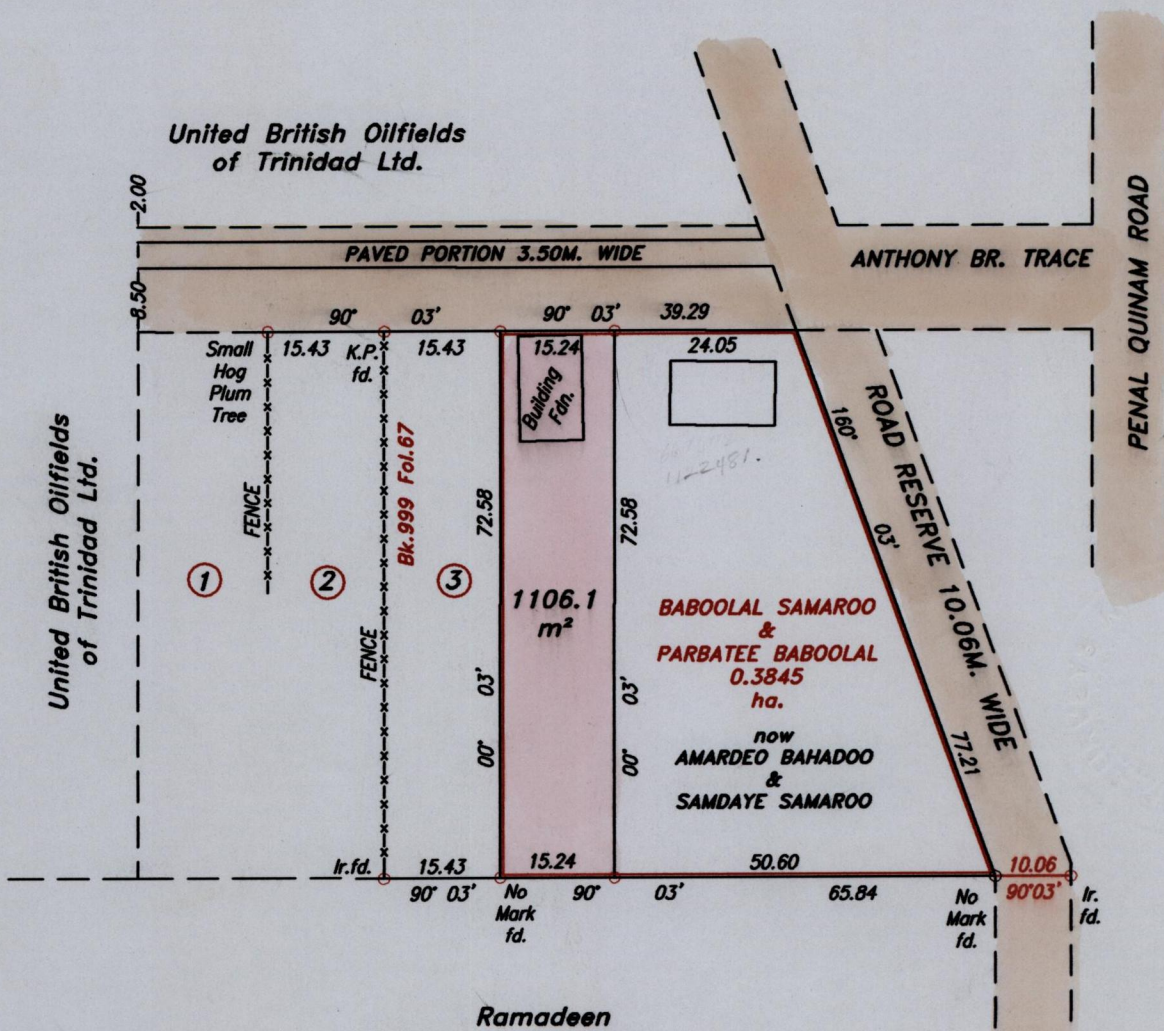 United British Oilfields
of Trinidad Ltd.
2.00
PAVED PORTION 3.50M. WIDE
ANTHONY BR. TRACE
PENAL QUINAM ROAD
8.50
90° 03'
90° 03'
39.29
Small
Hog
Plum
Tree
15.43
K.P.
fd.
15.43
15.24
24.05
Building
Fdn.
United British Oilfields
of Trinidad Ltd.
FENCE
FENCE
Bk.999 Fol.67
72.58
00° 03'
72.58
00° 03'
160° 03'
77.21
ROAD RESERVE 10.06M. WIDE
1
2
3
1106.1
m²
BABOOLAL SAMAROO
&
PARBATEE BABOOLAL
0.3845
ha.
now
AMARDEO BAHADOO
&
SAMDAYE SAMAROO
Ir.fd.
15.43
15.24
50.60
10.06
90° 03'
No
Mark
fd.
90° 03'
65.84
No
Mark
fd.
90°03'
Ir.
fd.
Ramadeen